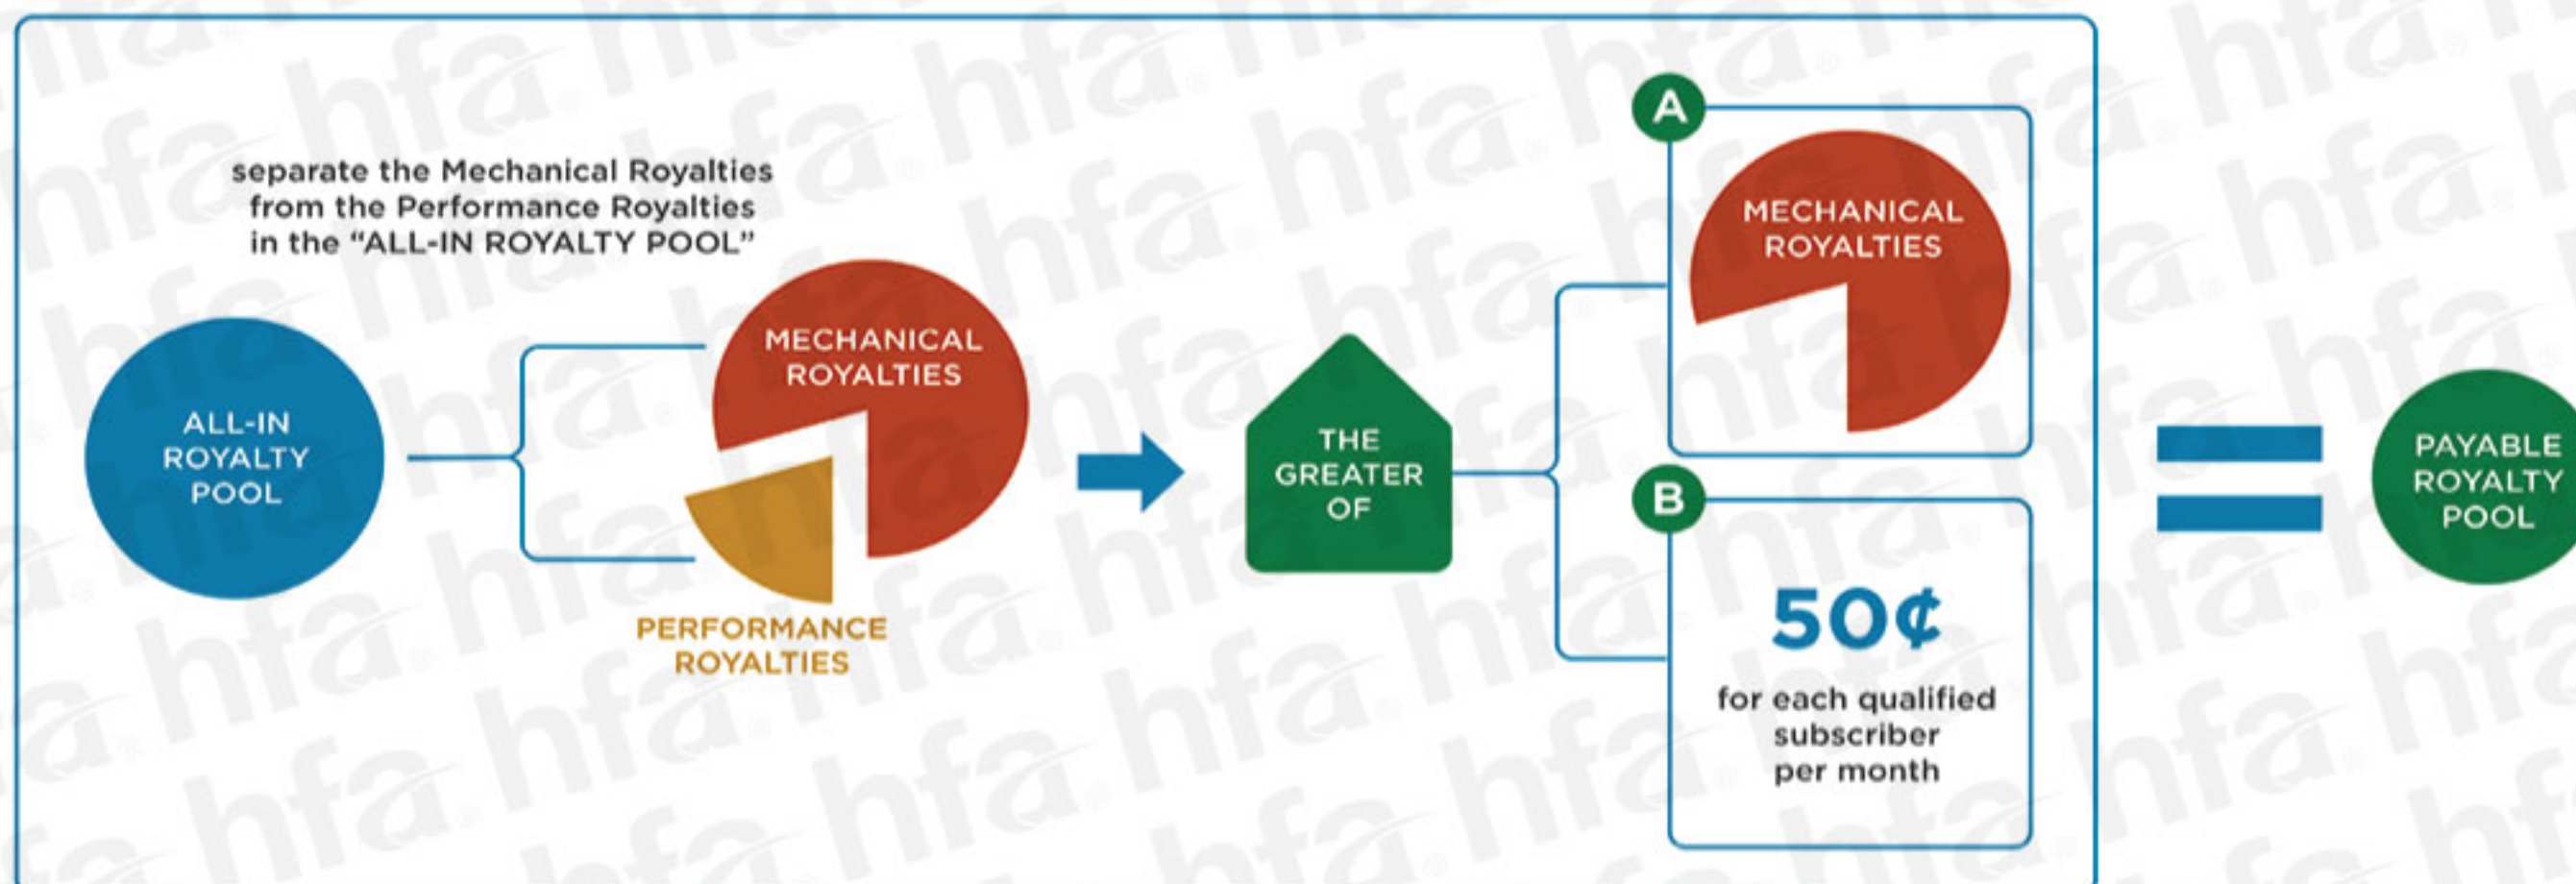 separate the Mechanical Royalties
from the Performance Royalties
in the “ALL-IN ROYALTY POOL”
ALL-IN
ROYALTY
POOL
MECHANICAL
ROYALTIES
PERFORMANCE
ROYALTIES
THE
GREATER
OF
A
MECHANICAL
ROYALTIES
B
50¢
for each qualified
subscriber
per month
PAYABLE
ROYALTY
POOL
hfa